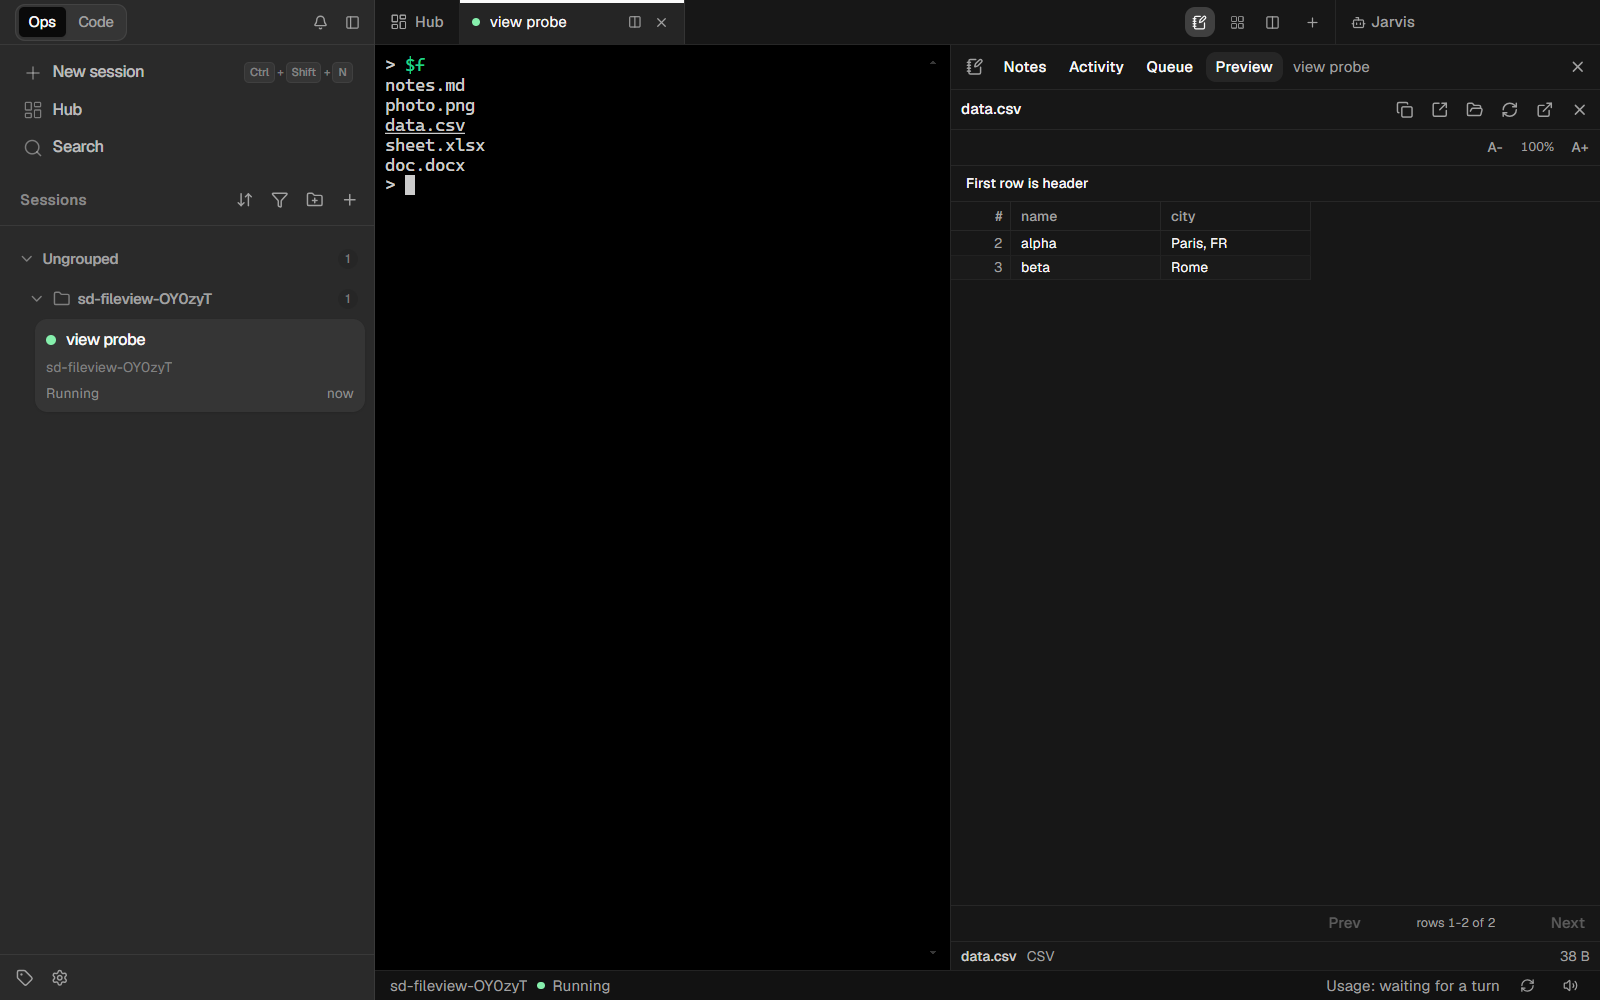 Ops Code
New session Ctrl + Shift + N
Hub
Search
Sessions
Ungrouped 1
sd-fileview-OY0zyT 1
view probe
sd-fileview-OY0zyT
Running now
Hub view probe
> $f
notes.md
photo.png
data.csv
sheet.xlsx
doc.docx
>
Jarvis
Notes Activity Queue Preview view probe
data.csv
A- 100% A+
First row is header
# name city
2 alpha Paris, FR
3 beta Rome
Prev rows 1-2 of 2 Next
data.csv CSV 38 B
sd-fileview-OY0zyT Running Usage: waiting for a turn